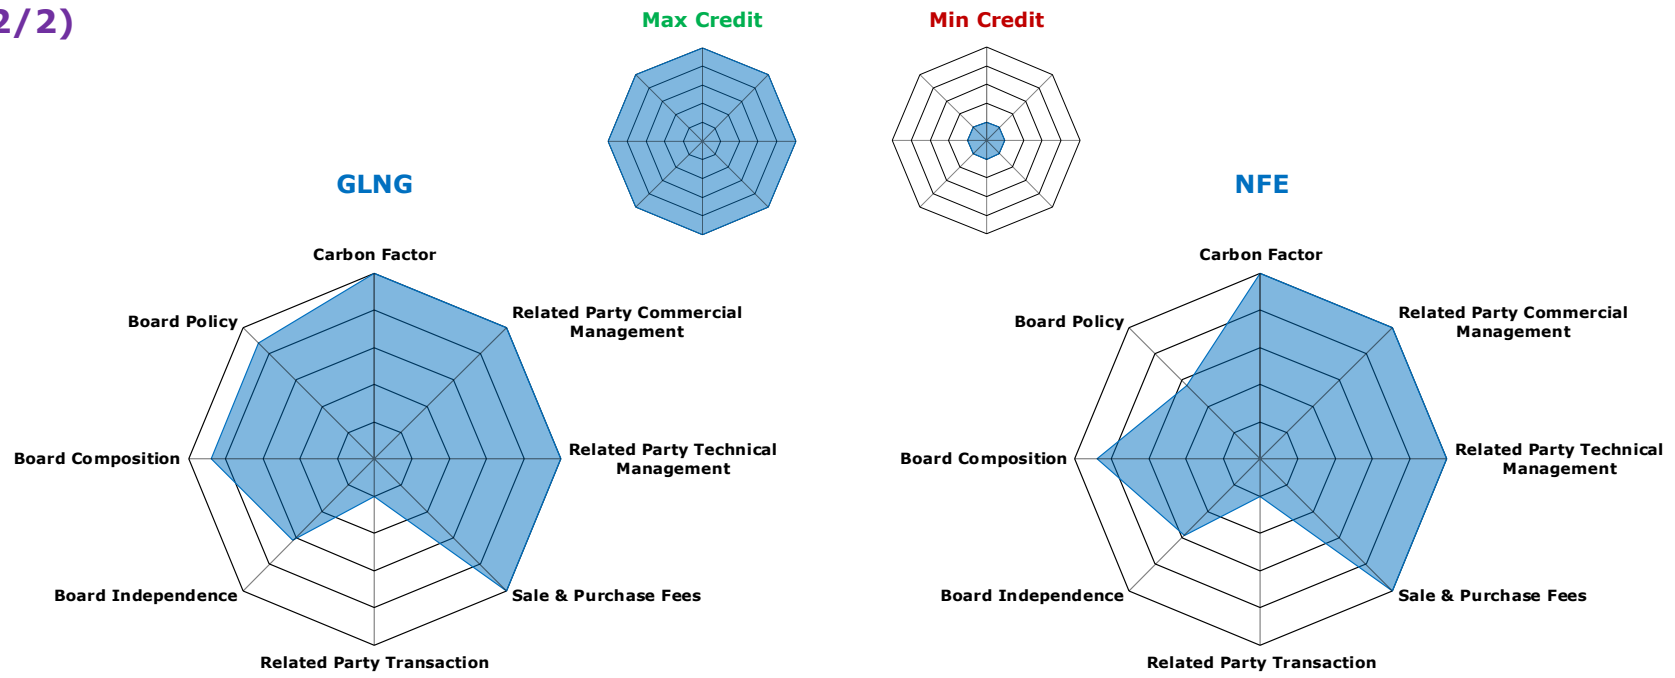 2/2)
Max Credit
Min Credit
GLNG
NFE
Carbon Factor
Related Party Commercial
Management
Related Party Technical
Management
Sale & Purchase Fees
Related Party Transaction
Board Independence
Board Composition
Board Policy
Carbon Factor
Related Party Commercial
Management
Related Party Technical
Management
Sale & Purchase Fees
Related Party Transaction
Board Independence
Board Composition
Board Policy